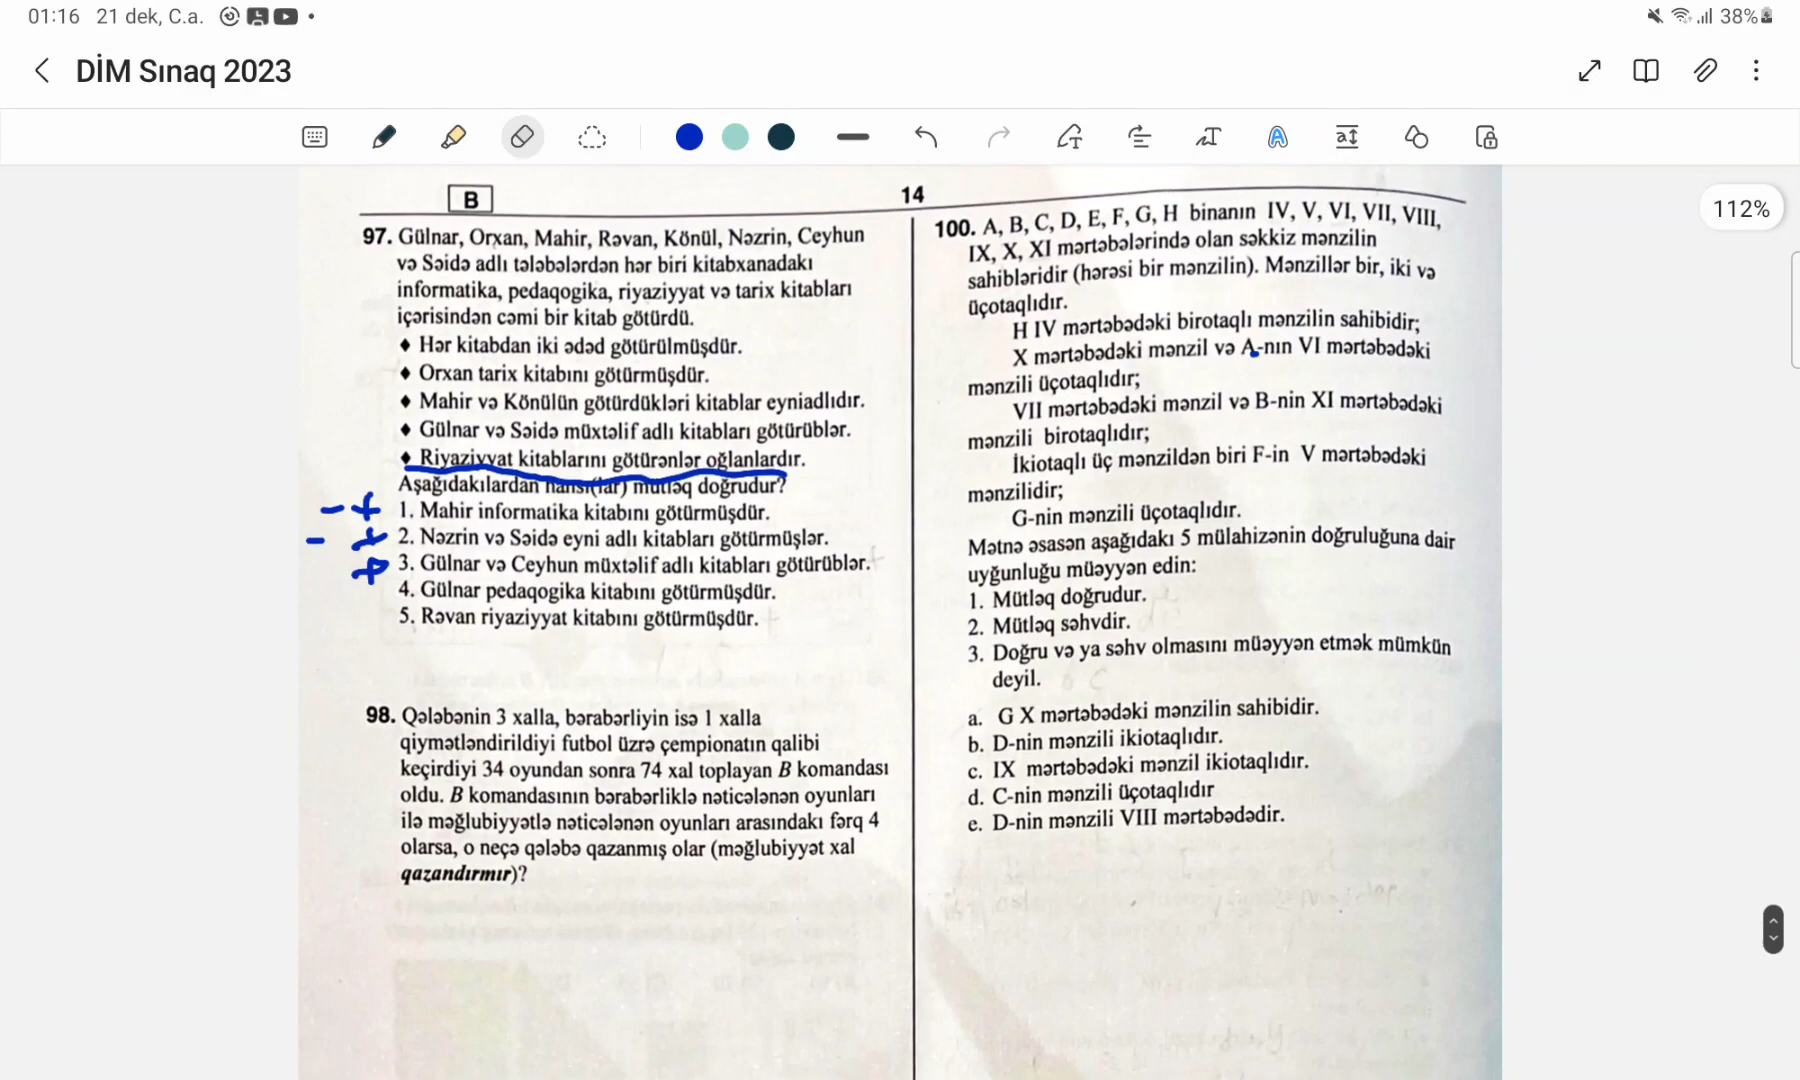 01:16 21 dek, C.a.
38%
DİM Sınaq 2023
112%
B
14
97. Gülnar, Orxan, Mahir, Rəvan, Könül, Nəzrin, Ceyhun
və Səidə adlı tələbələrdən hər biri kitabxanadakı
informatika, pedaqogika, riyaziyyat və tarix kitabları
içərisindən cəmi bir kitab götürdü.
♦ Hər kitabdan iki ədəd götürülmüşdür.
♦ Orxan tarix kitabını götürmüşdür.
♦ Mahir və Könülün götürdükləri kitablar eyniadlıdır.
♦ Gülnar və Səidə müxtəlif adlı kitabları götürüblər.
♦ Riyaziyyat kitablarını götürənlər oğlanlardır.
Aşağıdakılardan hansı(lar) mütləq doğrudur?
- + 1. Mahir informatika kitabını götürmüşdür.
- + 2. Nəzrin və Səidə eyni adlı kitabları götürmüşlər.
+ 3. Gülnar və Ceyhun müxtəlif adlı kitabları götürüblər.
4. Gülnar pedaqogika kitabını götürmüşdür.
5. Rəvan riyaziyyat kitabını götürmüşdür.
98. Qələbənin 3 xalla, bərabərliyin isə 1 xalla
qiymətləndirildiyi futbol üzrə çempionatın qalibi
keçirdiyi 34 oyundan sonra 74 xal toplayan B komandası
oldu. B komandasının bərabərliklə nəticələnən oyunları
ilə məğlubiyyətlə nəticələnən oyunları arasındakı fərq 4
olarsa, o neçə qələbə qazanmış olar (məğlubiyyət xal
qazandırmır)?
100. A, B, C, D, E, F, G, H binanın IV, V, VI, VII, VIII,
IX, X, XI mərtəbələrində olan səkkiz mənzilin
sahibləridir (hərəsi bir mənzilin). Mənzillər bir, iki və
üçotaqlıdır.
H IV mərtəbədəki birotaqlı mənzilin sahibidir;
X mərtəbədəki mənzil və A-nın VI mərtəbədəki
mənzili üçotaqlıdır;
VII mərtəbədəki mənzil və B-nin XI mərtəbədəki
mənzili birotaqlıdır;
İkiotaqlı üç mənzildən biri F-in V mərtəbədəki
mənzilidir;
G-nin mənzili üçotaqlıdır.
Mətnə əsasən aşağıdakı 5 mülahizənin doğruluğuna dair
uyğunluğu müəyyən edin:
1. Mütləq doğrudur.
2. Mütləq səhvdir.
3. Doğru və ya səhv olmasını müəyyən etmək mümkün
deyil.
a. G X mərtəbədəki mənzilin sahibidir.
b. D-nin mənzili ikiotaqlıdır.
c. IX mərtəbədəki mənzil ikiotaqlıdır.
d. C-nin mənzili üçotaqlıdır
e. D-nin mənzili VIII mərtəbədədir.